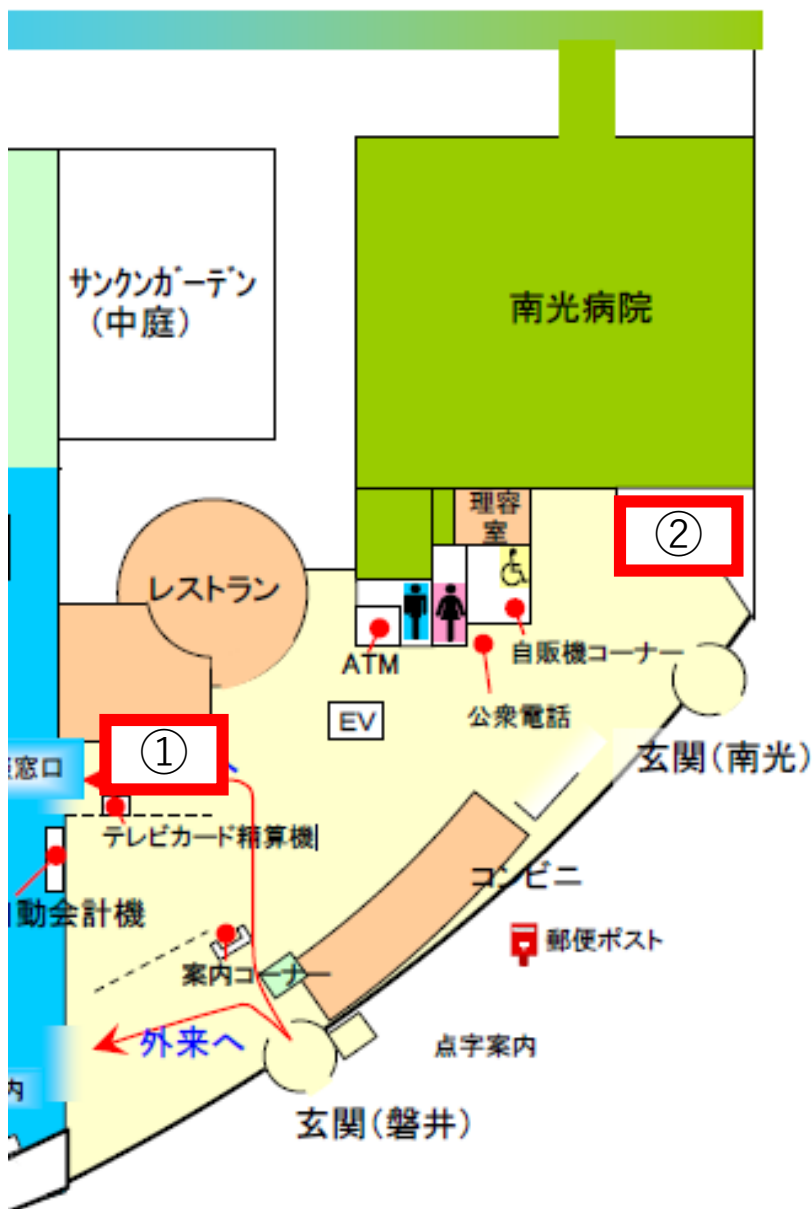 サンクンガーデン
（中庭）
南光病院
理容
室
②
レストラン
ATM
自販機コーナー
公衆電話
EV
玄関（南光）
①
窓口
へ
テレビカード精算機
動会計機
コンビニ
郵便ポスト
案内コーナー
外来へ
点字案内
内
玄関（磐井）